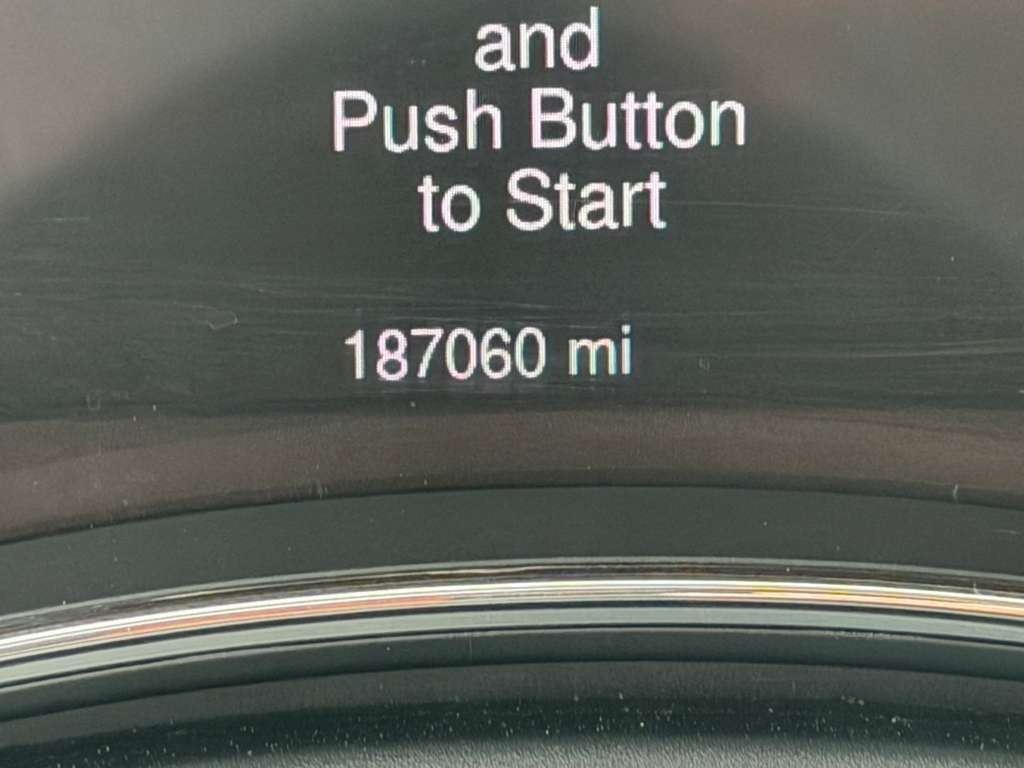 and
Push Button
to Start
187060 mi